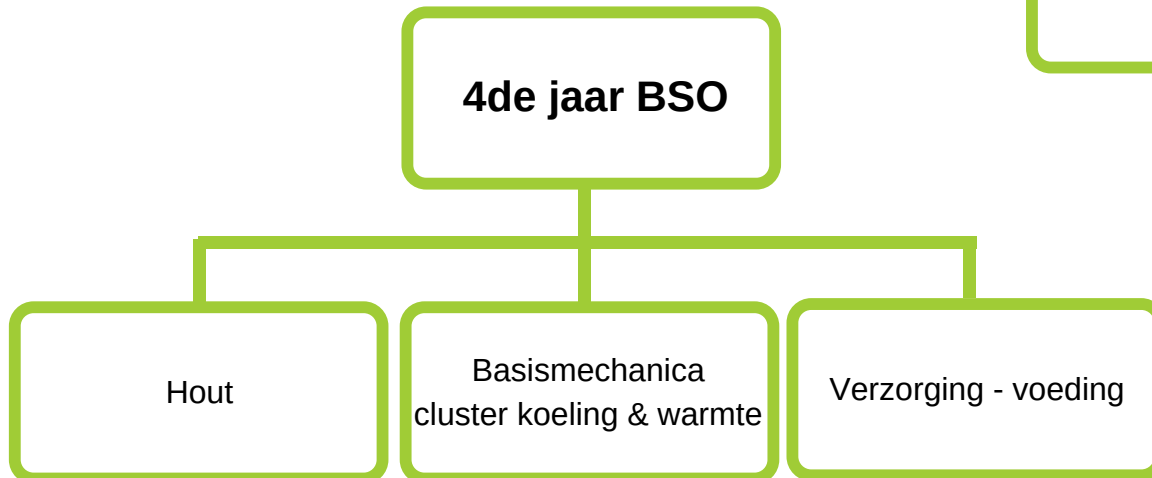 4de jaar BSO
Hout
Basismechanica
cluster koeling & warmte
Verzorging - voeding